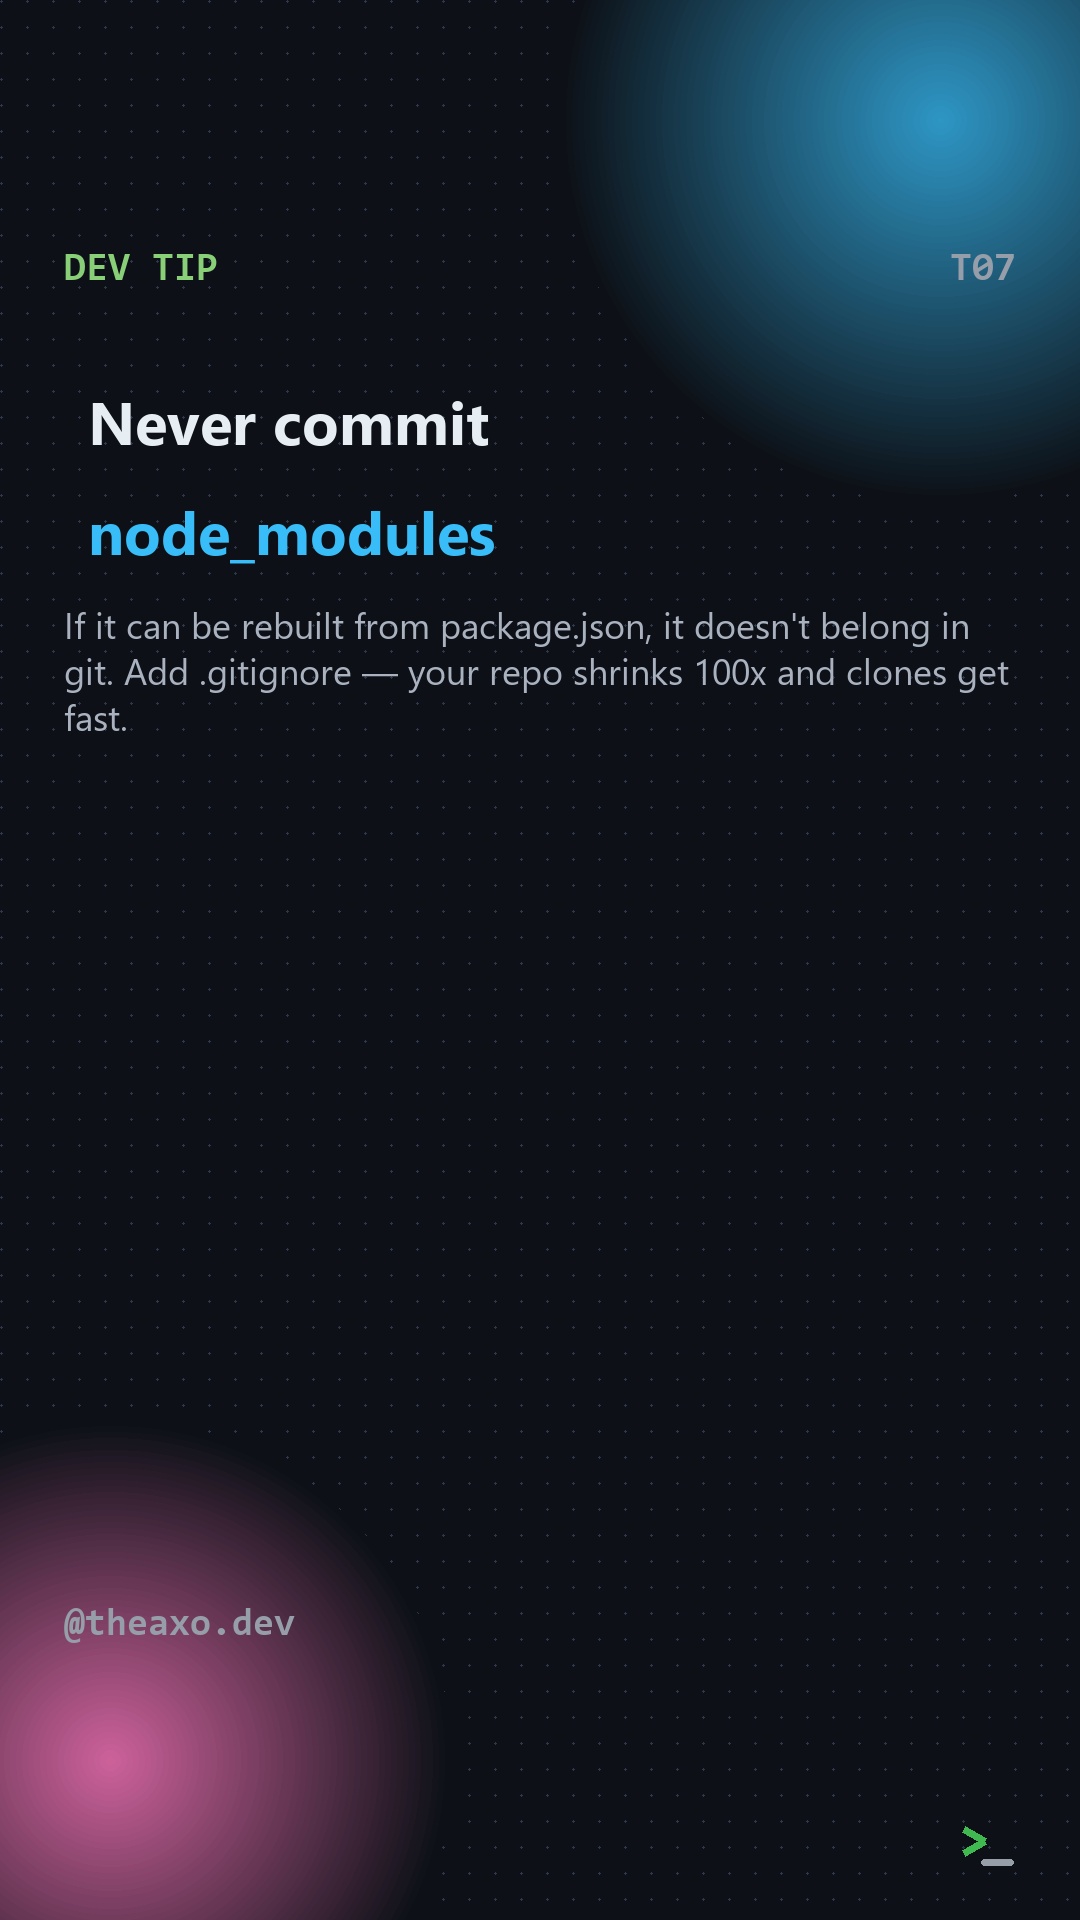 DEV TIP
T07
Never commit
node_modules
If it can be rebuilt from package.json, it doesn't belong in
git. Add .gitignore — your repo shrinks 100x and clones get
fast.
@theaxo.dev
>_